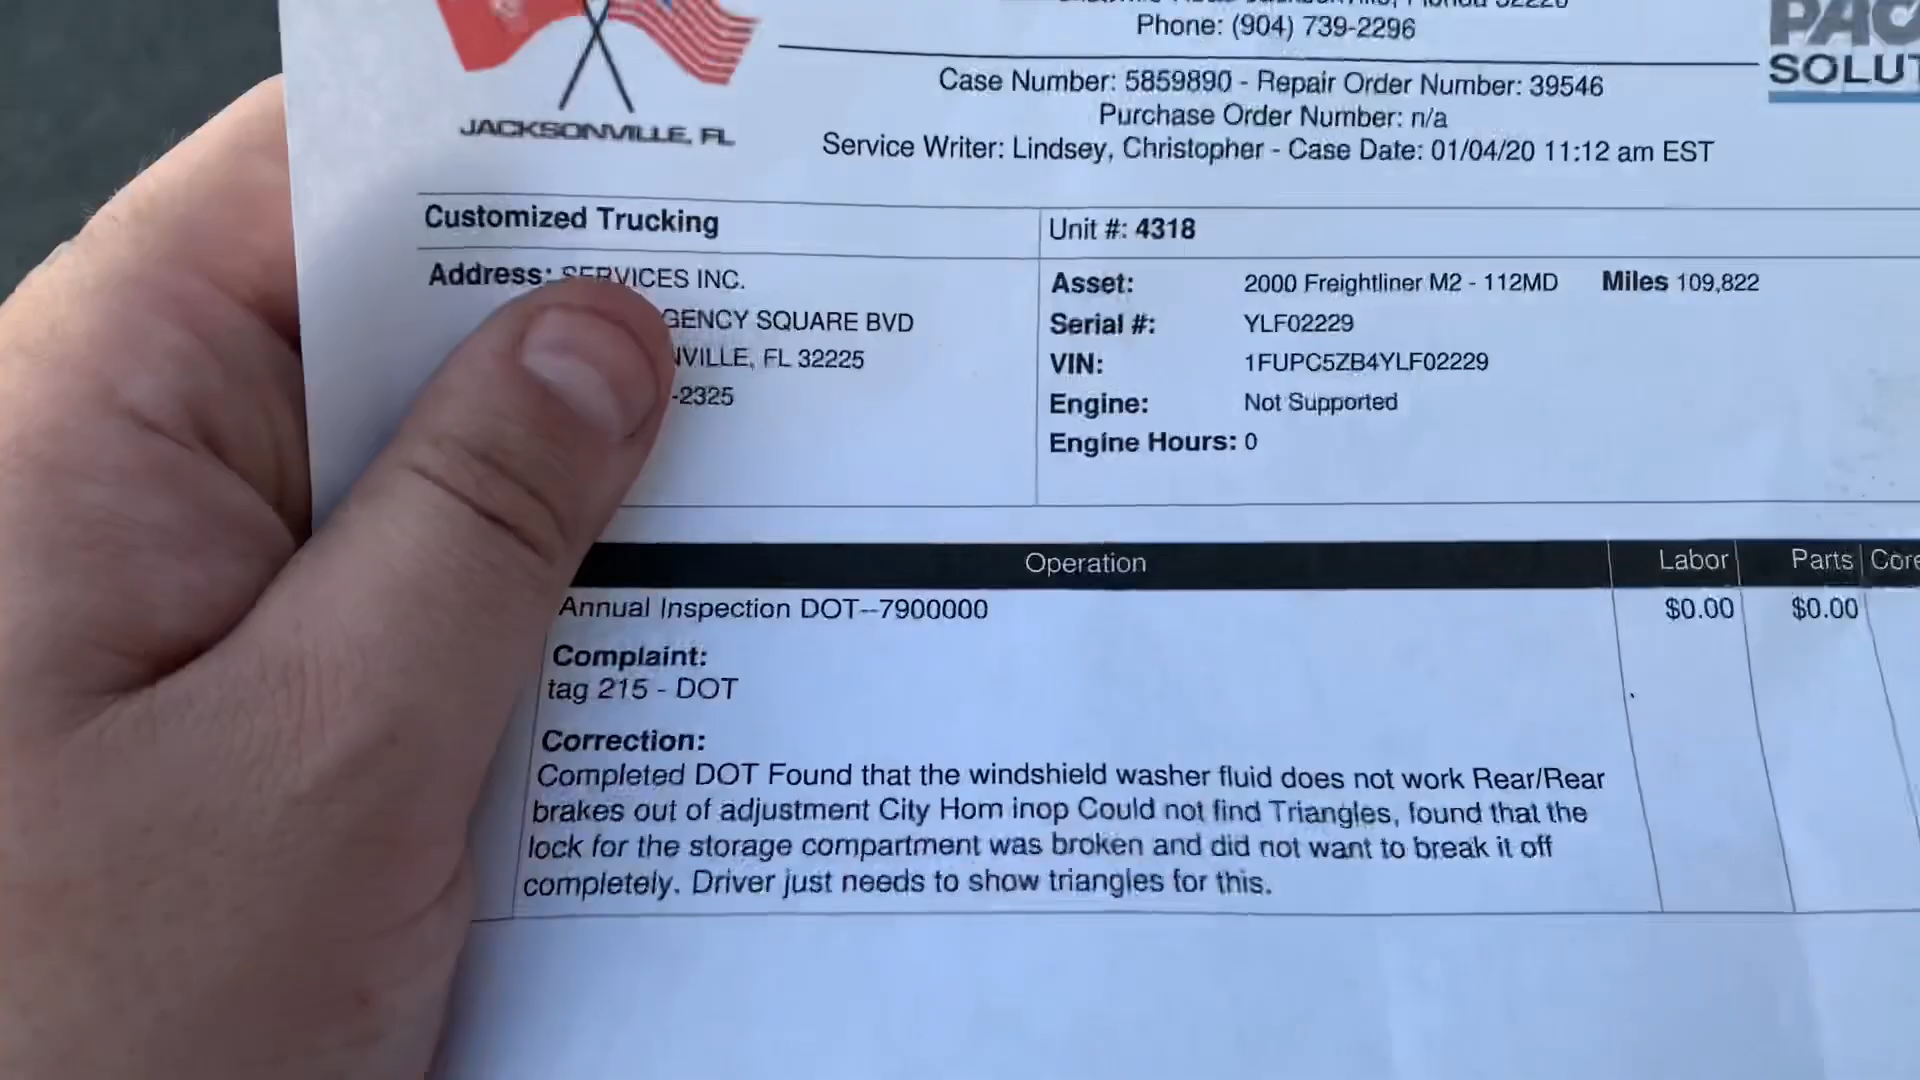 Phone: (904) 739-2296
PAC
SOLUT
Case Number: 5859890 - Repair Order Number: 39546
Purchase Order Number: n/a
Service Writer: Lindsey, Christopher - Case Date: 01/04/20 11:12 am EST
JACKSONVILLE, FL
Customized Trucking
Unit #: 4318
Address: SERVICES INC.
GENCY SQUARE BVD
NVILLE, FL 32225
-2325
Asset: 2000 Freightliner M2 - 112MD Miles 109,822
Serial #: YLF02229
VIN: 1FUPC5ZB4YLF02229
Engine: Not Supported
Engine Hours: 0
Operation Labor Parts Core
Annual Inspection DOT--7900000 $0.00 $0.00
Complaint:
tag 215 - DOT
Correction:
Completed DOT Found that the windshield washer fluid does not work Rear/Rear
brakes out of adjustment City Horn inop Could not find Triangles, found that the
lock for the storage compartment was broken and did not want to break it off
completely. Driver just needs to show triangles for this.